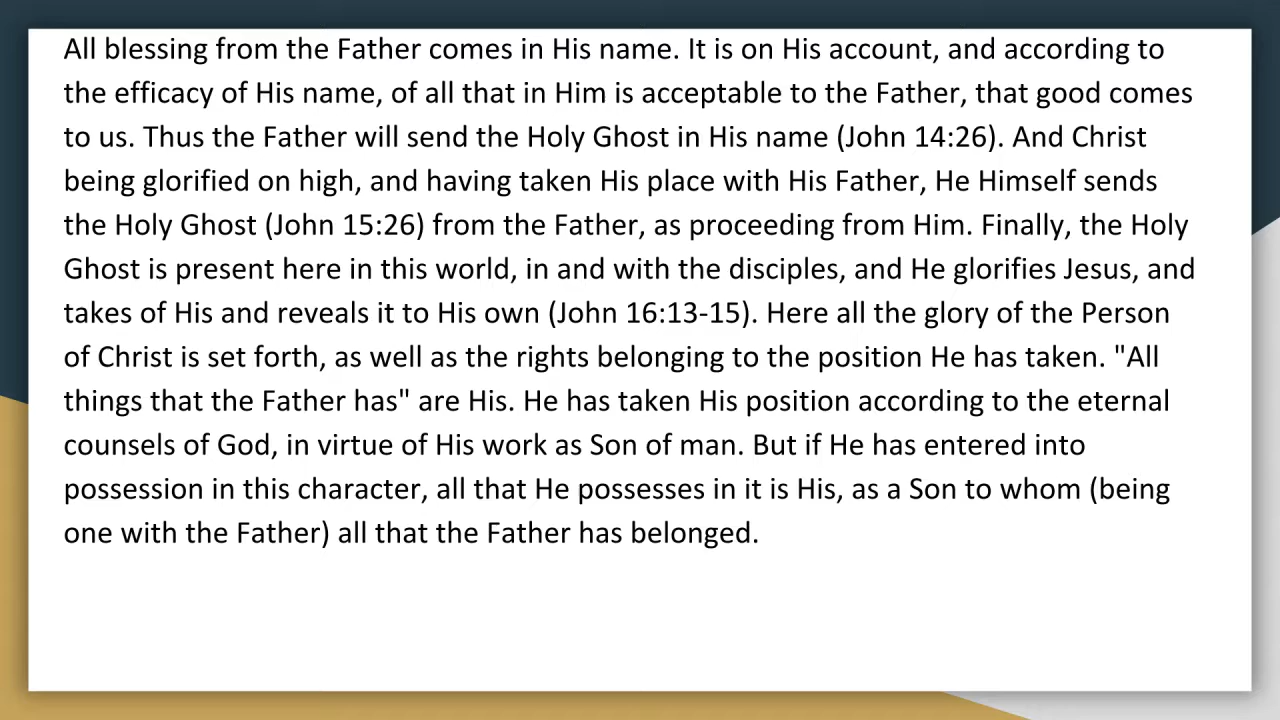 All blessing from the Father comes in His name. It is on His account, and according to
the efficacy of His name, of all that in Him is acceptable to the Father, that good comes
to us. Thus the Father will send the Holy Ghost in His name (John 14:26). And Christ
being glorified on high, and having taken His place with His Father, He Himself sends
the Holy Ghost (John 15:26) from the Father, as proceeding from Him. Finally, the Holy
Ghost is present here in this world, in and with the disciples, and He glorifies Jesus, and
takes of His and reveals it to His own (John 16:13-15). Here all the glory of the Person
of Christ is set forth, as well as the rights belonging to the position He has taken. "All
things that the Father has" are His. He has taken His position according to the eternal
counsels of God, in virtue of His work as Son of man. But if He has entered into
possession in this character, all that He possesses in it is His, as a Son to whom (being
one with the Father) all that the Father has belonged.